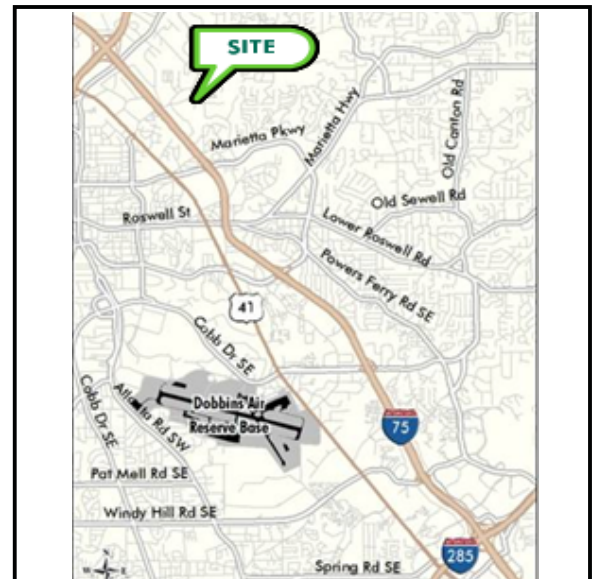 SITE
Marietta Pkwy
Marietta Hwy
Old Canton Rd
Old Sewell Rd
Roswell St
Lower Roswell Rd
Powers Ferry Rd SE
41
Cobb Dr SE
Dobbins Air
Reserve Base
Cobb Dr SE
Atlanta Rd SW
75
Pat Mell Rd SE
Windy Hill Rd SE
N
W
E
Spring Rd SE
285